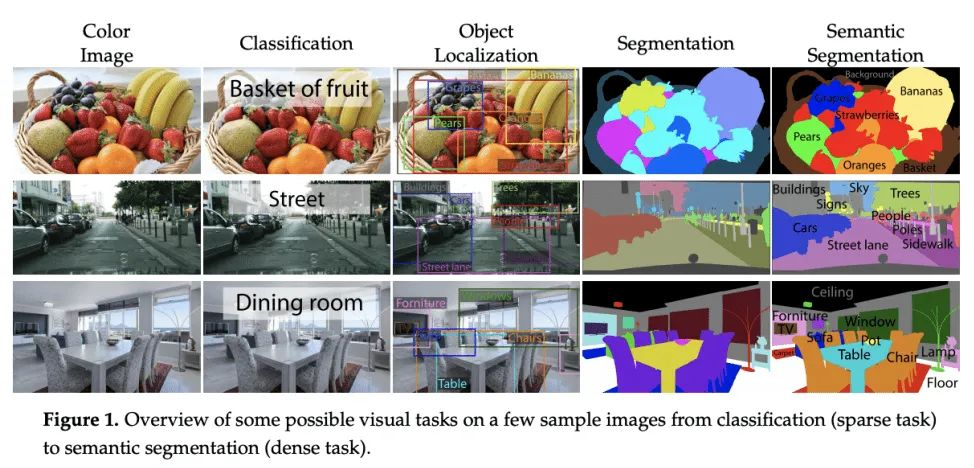 Color
Image
Classification
Object
Localization
Segmentation
Semantic
Segmentation
Basket of fruit
Grapes
Bananas
Pears
Background
Grapes
Bananas
Strawberries
Pears
Oranges
Basket
Street
Buildings
Trees
Cars
Street lane
Buildings
Sky
Trees
Signs
People
Cars
Poles
Street lane
Sidewalk
Dining room
Windows
Forniture
Chairs
Table
Ceiling
Forniture
Window
TV
Sofa
Pot
Carpet
Table
Chair
Lamp
Floor
Figure 1. Overview of some possible visual tasks on a few sample images from classification (sparse task)
to semantic segmentation (dense task).